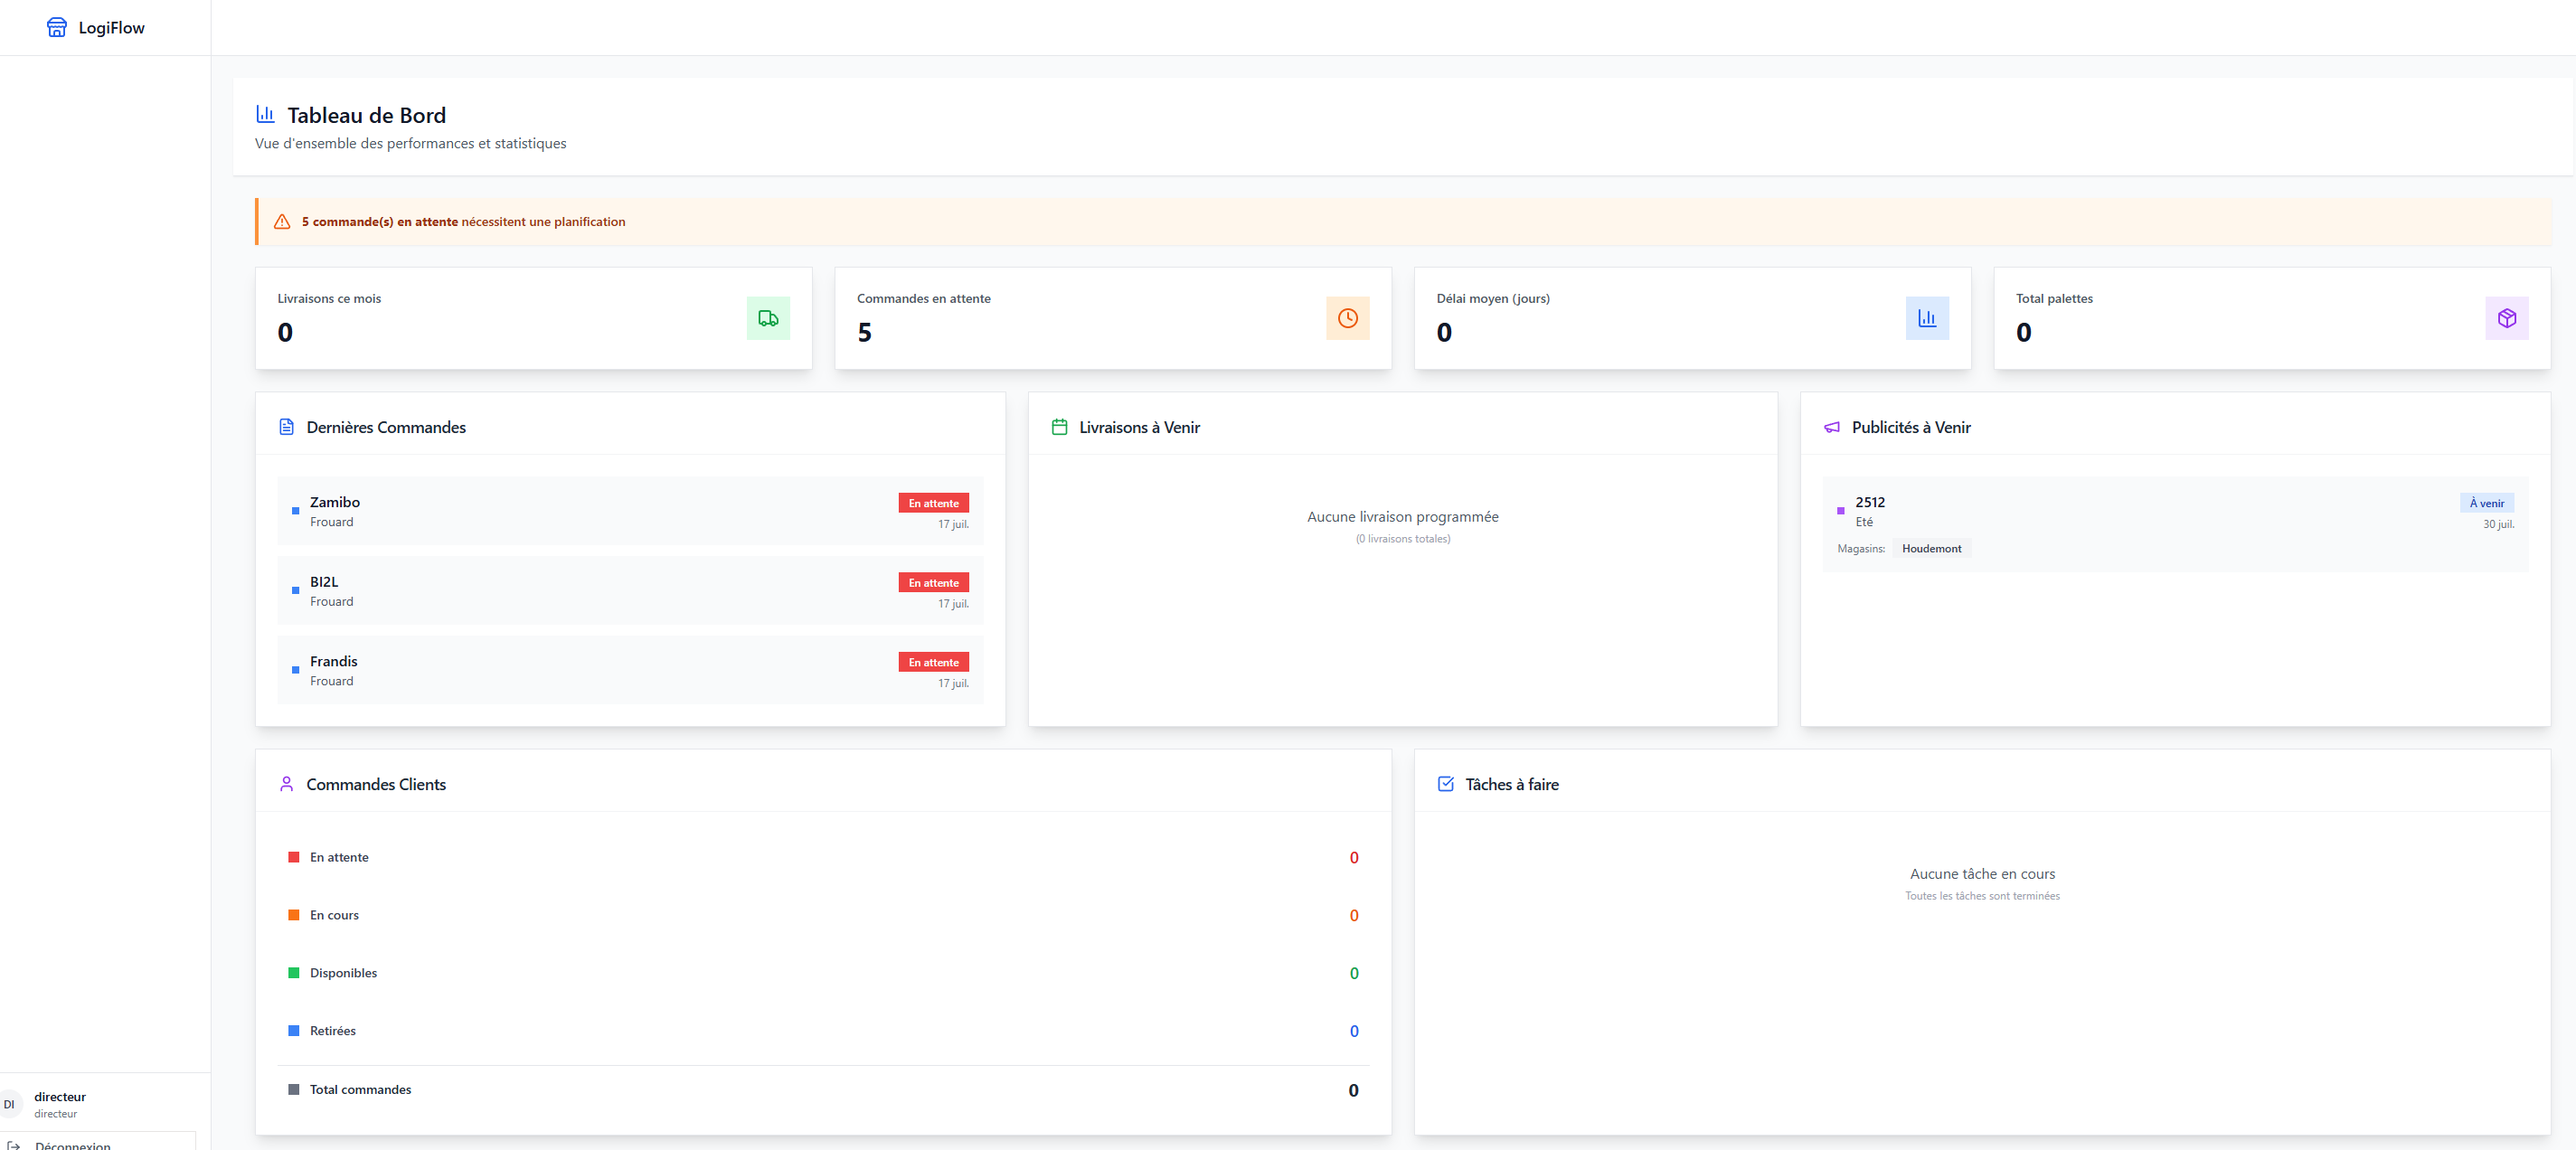 LogiFlow
Tableau de Bord
Vue d'ensemble des performances et statistiques
5 commande(s) en attente nécessitent une planification
Livraisons ce mois
0
Commandes en attente
5
Délai moyen (jours)
0
Total palettes
0
Dernières Commandes
Zamibo
En attente
Frouard
17 juil.
BI2L
En attente
Frouard
17 juil.
Frandis
En attente
Frouard
17 juil.
Livraisons à Venir
Aucune livraison programmée
(0 livraisons totales)
Publicités à Venir
2512
À venir
Eté
30 juil.
Magasins: Houdemont
Commandes Clients
En attente 0
En cours 0
Disponibles 0
Retirées 0
Total commandes 0
Tâches à faire
Aucune tâche en cours
Toutes les tâches sont terminées
DI
directeur
directeur
Déconnexion